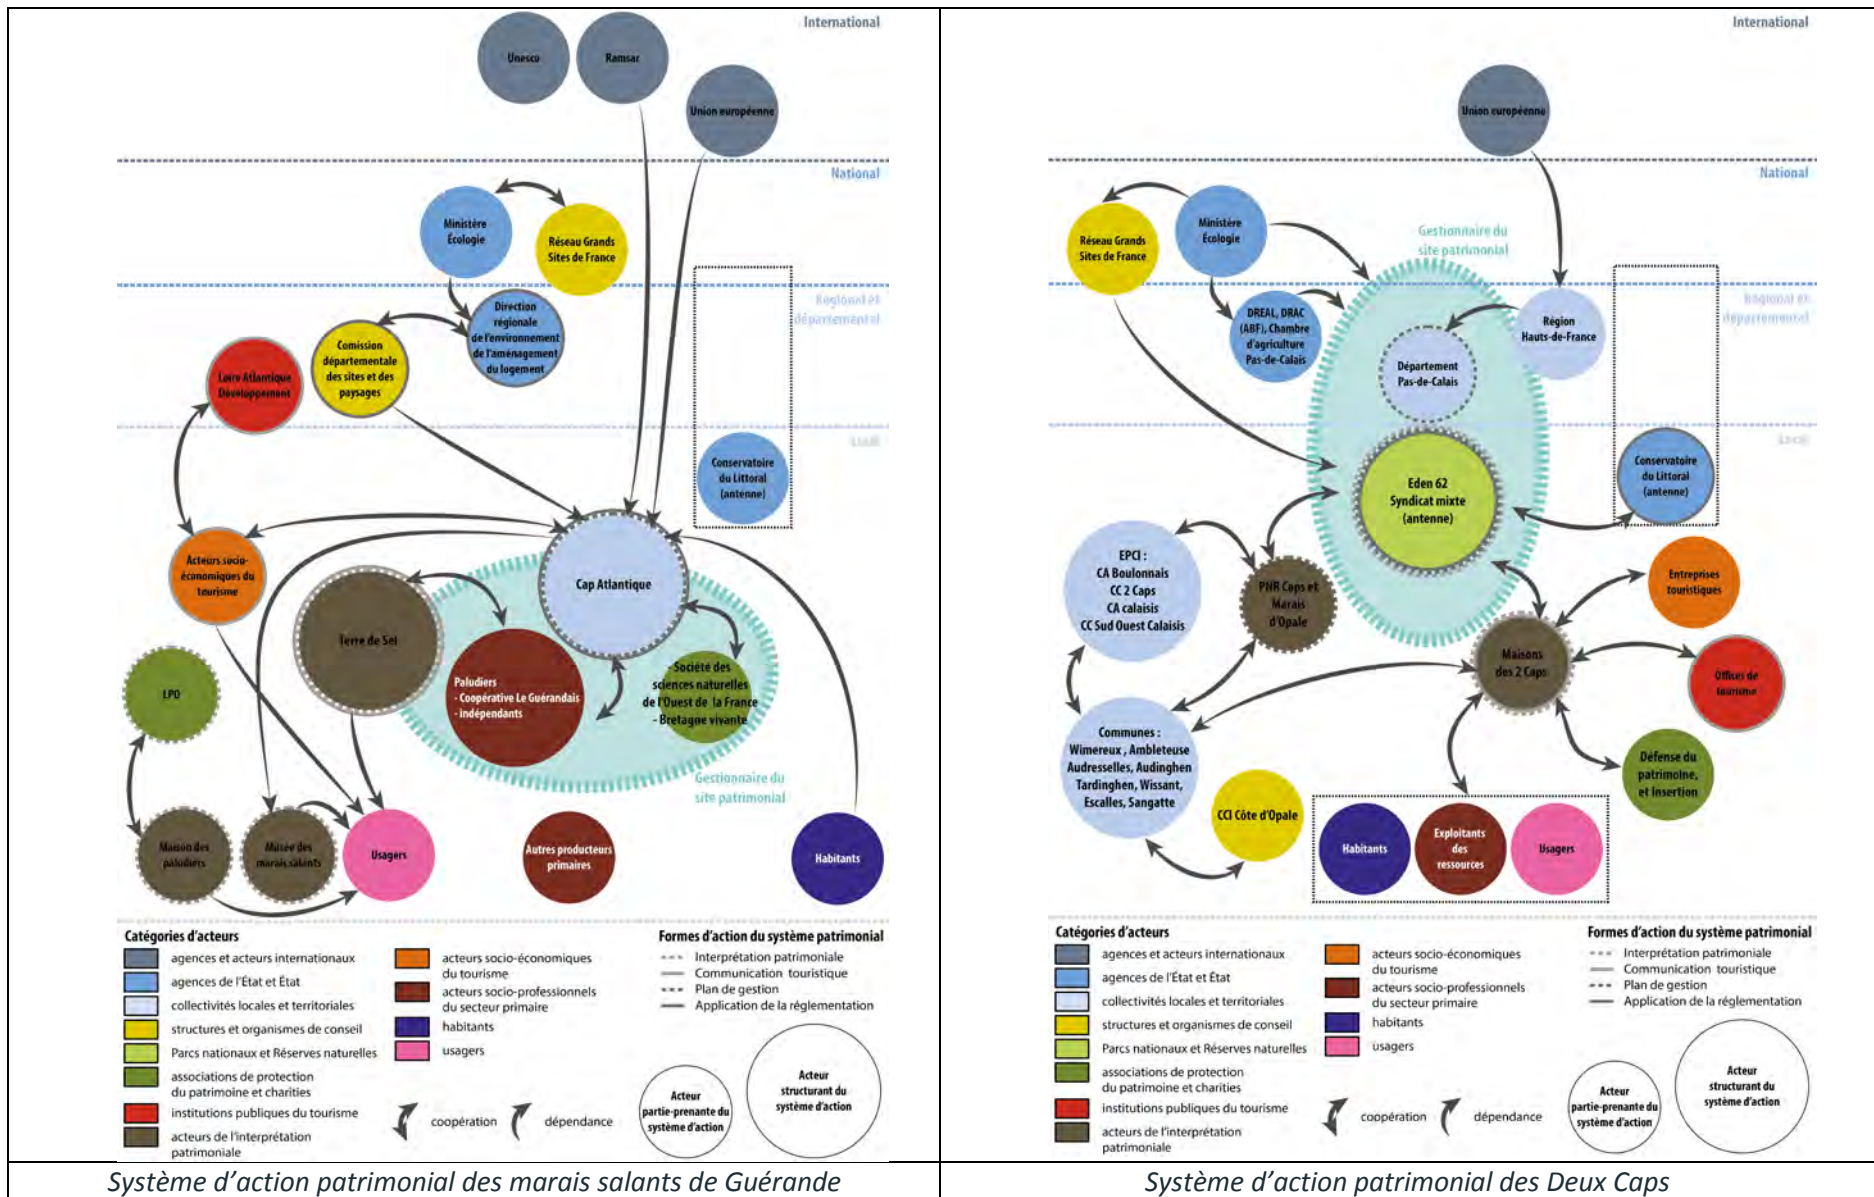 International
Unesco
Ramsar
Union européenne
National
Ministère
Écologie
Réseau Grands
Sites de France
Régional et
départemental
Direction
régionale
de l'environnement
de l'aménagement
du logement
Comission
départementale
des sites et des
paysages
Loire Atlantique
Développement
Local
Conservatoire
du Littoral
(antenne)
Acteurs socio-
économiques du
tourisme
Cap Atlantique
Terre de Sel
LPO
Paludiers
- Coopérative Le Guérandais
- indépendants
- Société des
sciences naturelles
de l'Ouest de la France
- Bretagne vivante
Gestionnaire du
site patrimonial
Maison des
paludiers
Musée des
marais salants
Usagers
Autres producteurs
primaires
Habitants
Catégories d'acteurs
agences et acteurs internationaux
agences de l'État et État
collectivités locales et territoriales
structures et organismes de conseil
Parcs nationaux et Réserves naturelles
associations de protection
du patrimoine et charities
institutions publiques du tourisme
acteurs de l'interprétation
patrimoniale
acteurs socio-économiques
du tourisme
acteurs socio-professionnels
du secteur primaire
habitants
usagers
coopération
dépendance
Formes d'action du système patrimonial
Interprétation patrimoniale
Communication touristique
Plan de gestion
Application de la réglementation
Acteur
partie-prenante du
système d'action
Acteur
structurant du
système d'action
Système d'action patrimonial des marais salants de Guérande
International
Union européenne
National
Réseau Grands
Sites de France
Ministère
Écologie
Gestionnaire du
site patrimonial
Régional et
départemental
DREAL, DRAC
(ABF), Chambre
d'agriculture
Pas-de-Calais
Région
Hauts-de-France
Département
Pas-de-Calais
Local
Eden 62
Syndicat mixte
(antenne)
Conservatoire
du Littoral
(antenne)
EPCI :
CA Boulonnais
CC 2 Caps
CA calaisis
CC Sud Ouest Calaisis
PNR Caps et
Marais
d'Opale
Entreprises
touristiques
Maisons
des 2 Caps
Offices de
tourisme
Communes :
Wimereux , Ambleteuse
Audresselles, Audinghen
Tardinghen, Wissant,
Escalles, Sangatte
Défense du
patrimoine,
et Insertion
CCI Côte d'Opale
Habitants
Exploitants
des
ressources
Usagers
Catégories d'acteurs
agences et acteurs internationaux
agences de l'État et État
collectivités locales et territoriales
structures et organismes de conseil
Parcs nationaux et Réserves naturelles
associations de protection
du patrimoine et charities
institutions publiques du tourisme
acteurs de l'interprétation
patrimoniale
acteurs socio-économiques
du tourisme
acteurs socio-professionnels
du secteur primaire
habitants
usagers
coopération
dépendance
Formes d'action du système patrimonial
Interprétation patrimoniale
Communication touristique
Plan de gestion
Application de la réglementation
Acteur
partie-prenante du
système d'action
Acteur
structurant du
système d'action
Système d'action patrimonial des Deux Caps